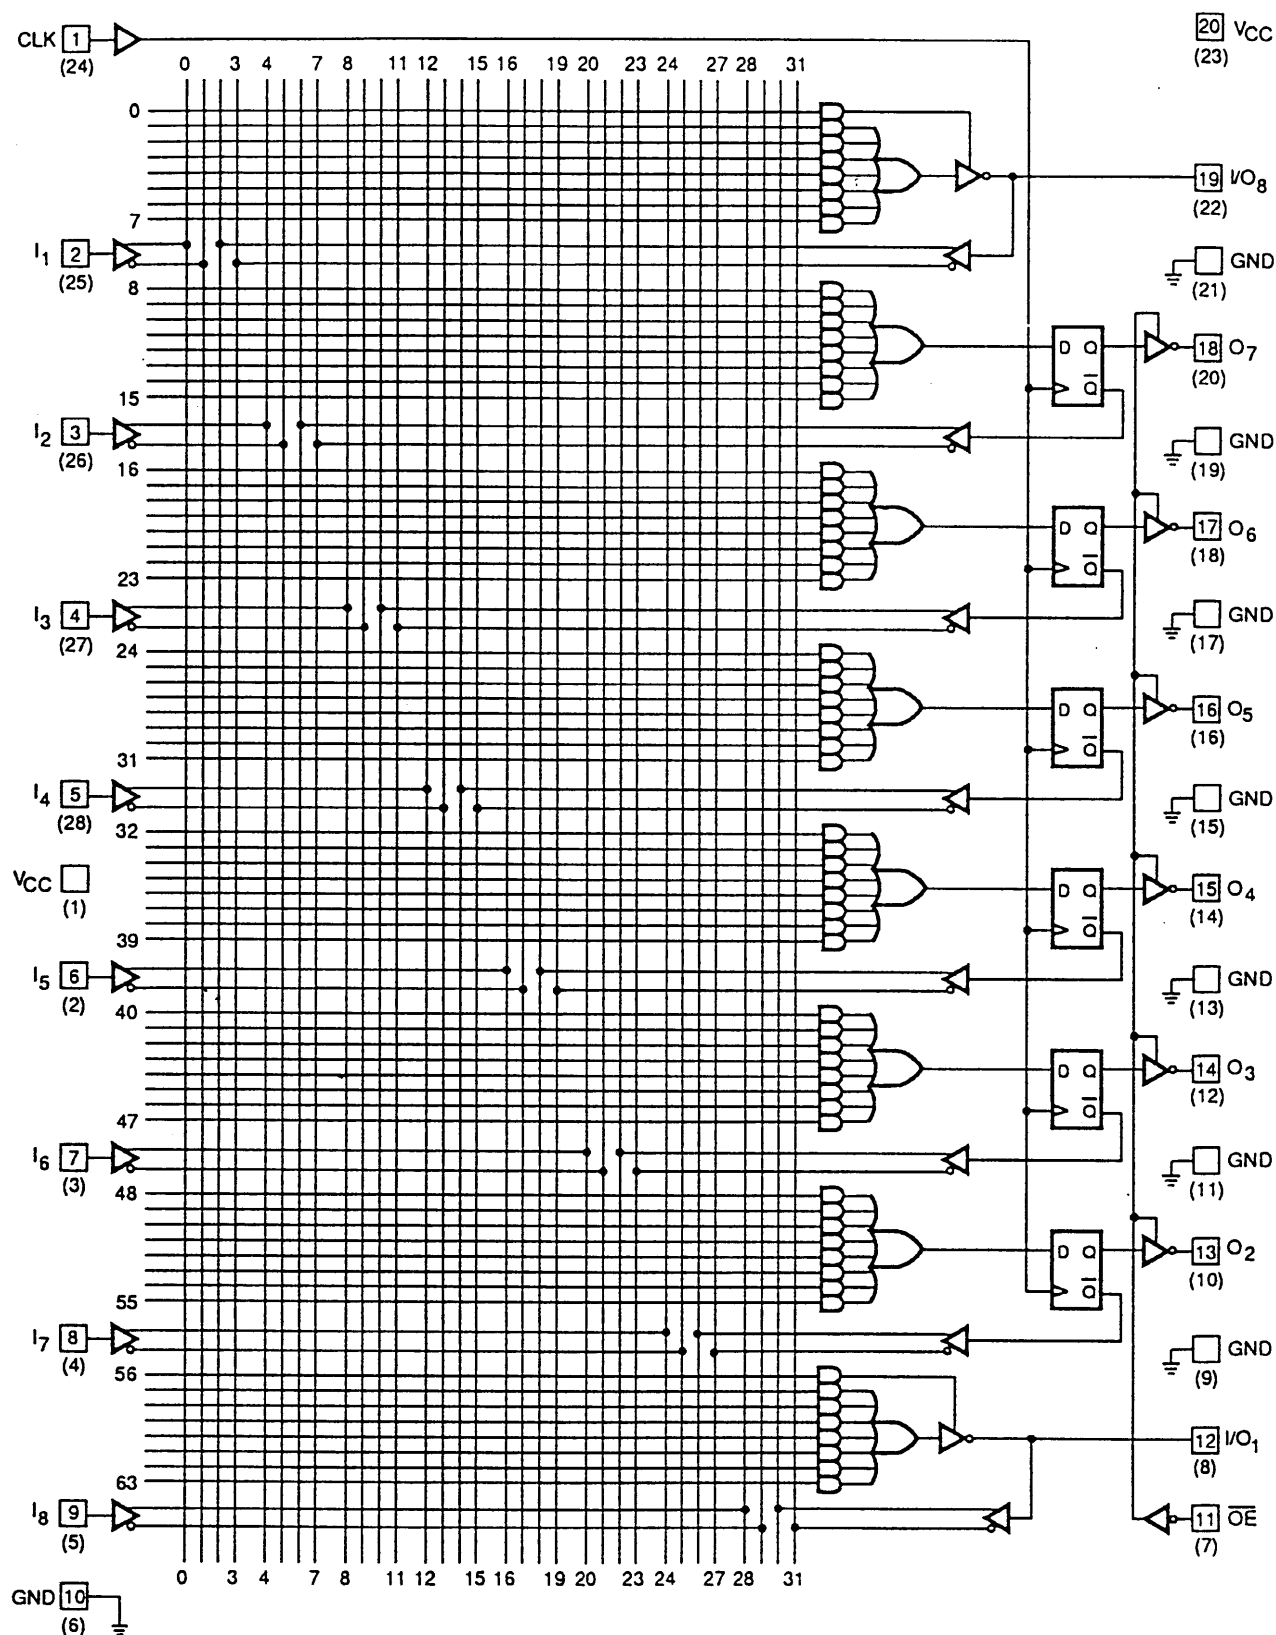 CLK 1
(24)
20 VCC
(23)
0 3 4 7 8 11 12 15 16 19 20 23 24 27 28 31
0
19 I/O8
(22)
7
I1 2
(25)
GND
(21)
8
D Q
Q̅
18 O7
(20)
15
I2 3
(26)
GND
(19)
16
D Q
Q̅
17 O6
(18)
23
I3 4
(27)
GND
(17)
24
D Q
Q̅
16 O5
(16)
31
I4 5
(28)
GND
(15)
32
VCC
(1)
D Q
Q̅
15 O4
(14)
39
I5 6
(2)
GND
(13)
40
D Q
Q̅
14 O3
(12)
47
I6 7
(3)
GND
(11)
48
D Q
Q̅
13 O2
(10)
55
I7 8
(4)
GND
(9)
56
12 I/O1
(8)
63
I8 9
(5)
11 O̅E̅
(7)
0 3 4 7 8 11 12 15 16 19 20 23 24 27 28 31
GND 10
(6)